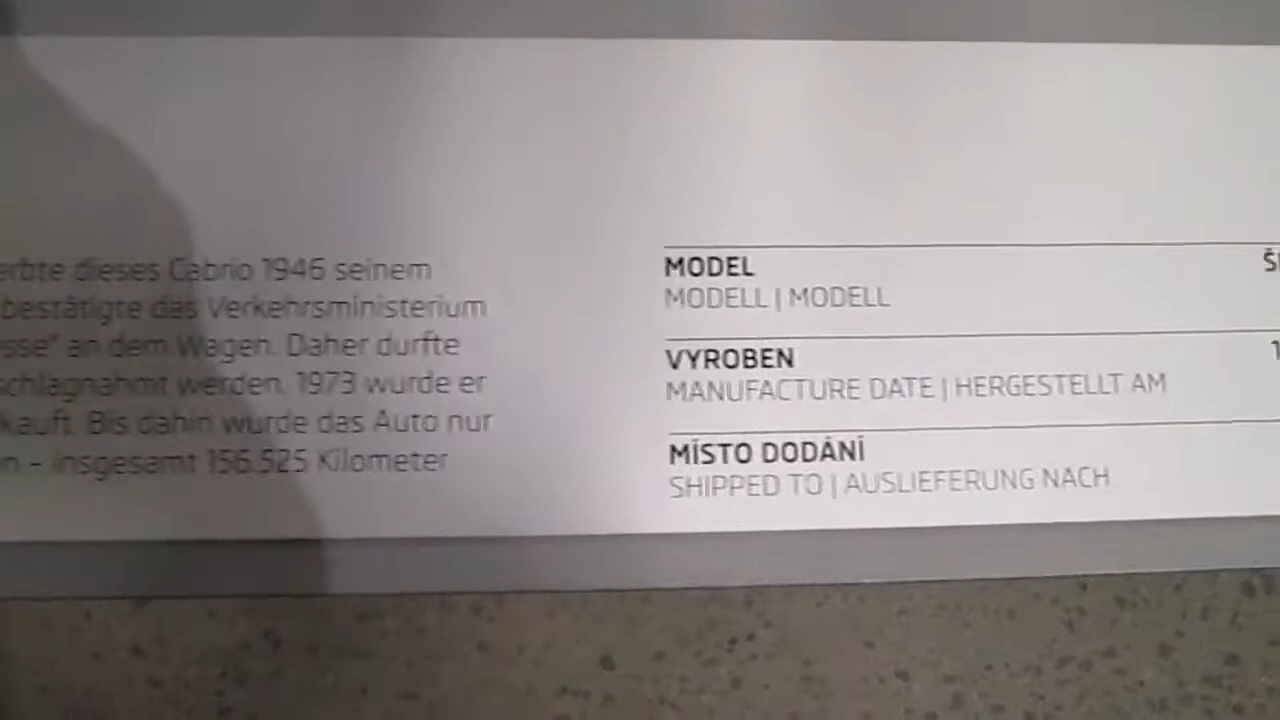 erbte dieses Cabrio 1946 seinem
bestätigte das Verkehrsministerium
sse" an dem Wagen. Daher durfte
schlagnahmt werden. 1973 wurde er
kauft. Bis dahin wurde das Auto nur
n – insgesamt 156.525 Kilometer
MODEL
MODELL | MODELL
VYROBEN
MANUFACTURE DATE | HERGESTELLT AM
MÍSTO DODÁNÍ
SHIPPED TO | AUSLIEFERUNG NACH